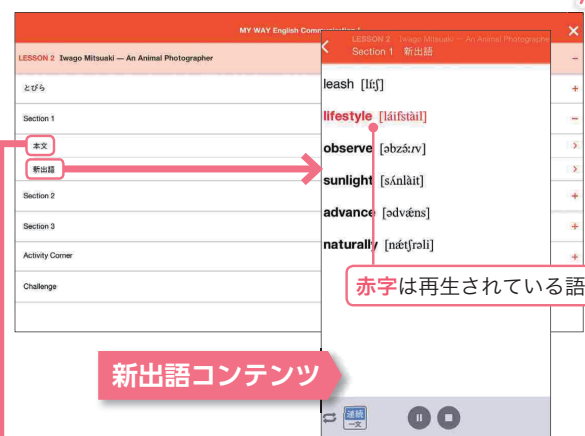 MY WAY English Communication I
LESSON 2 Iwago Mitsuaki — An Animal Photographer
とびら
Section 1
本文
新出語
Section 2
Section 3
Activity Corner
Challenge
LESSON 2 Iwago Mitsuaki — An Animal Photographer
Section 1 新出語
leash [líːʃ]
lifestyle [láifstàil]
observe [əbzə́ːrv]
sunlight [sʌ́nlàit]
advance [ədvǽns]
naturally [nǽtʃrəli]
赤字は再生されている語
新出語コンテンツ
連続
一文